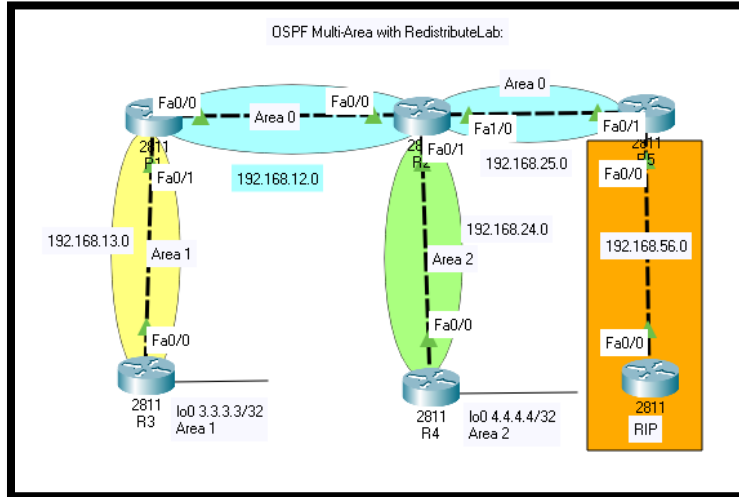 OSPF Multi-Area with RedistributeLab:
Fa0/0
Fa0/0
Area 0
Area 0
Fa1/0
Fa0/1
2811
R1
Fa0/1
192.168.12.0
Fa0/1
R2
192.168.25.0
2811
R5
Fa0/0
192.168.13.0
Area 1
192.168.24.0
Area 2
192.168.56.0
Fa0/0
Fa0/0
Fa0/0
2811
R3
lo0 3.3.3.3/32
Area 1
2811
R4
lo0 4.4.4.4/32
Area 2
2811
RIP